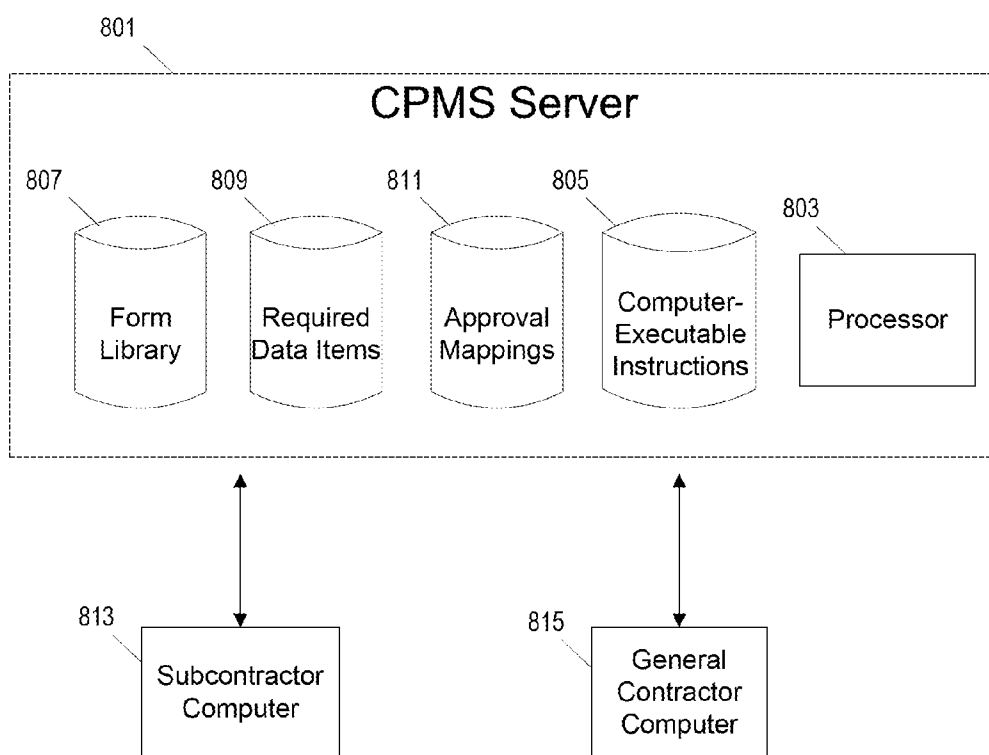 801
CPMS Server
807
809
811
805
803
Form
Library
Required
Data Items
Approval
Mappings
Computer-
Executable
Instructions
Processor
813
Subcontractor
Computer
815
General
Contractor
Computer